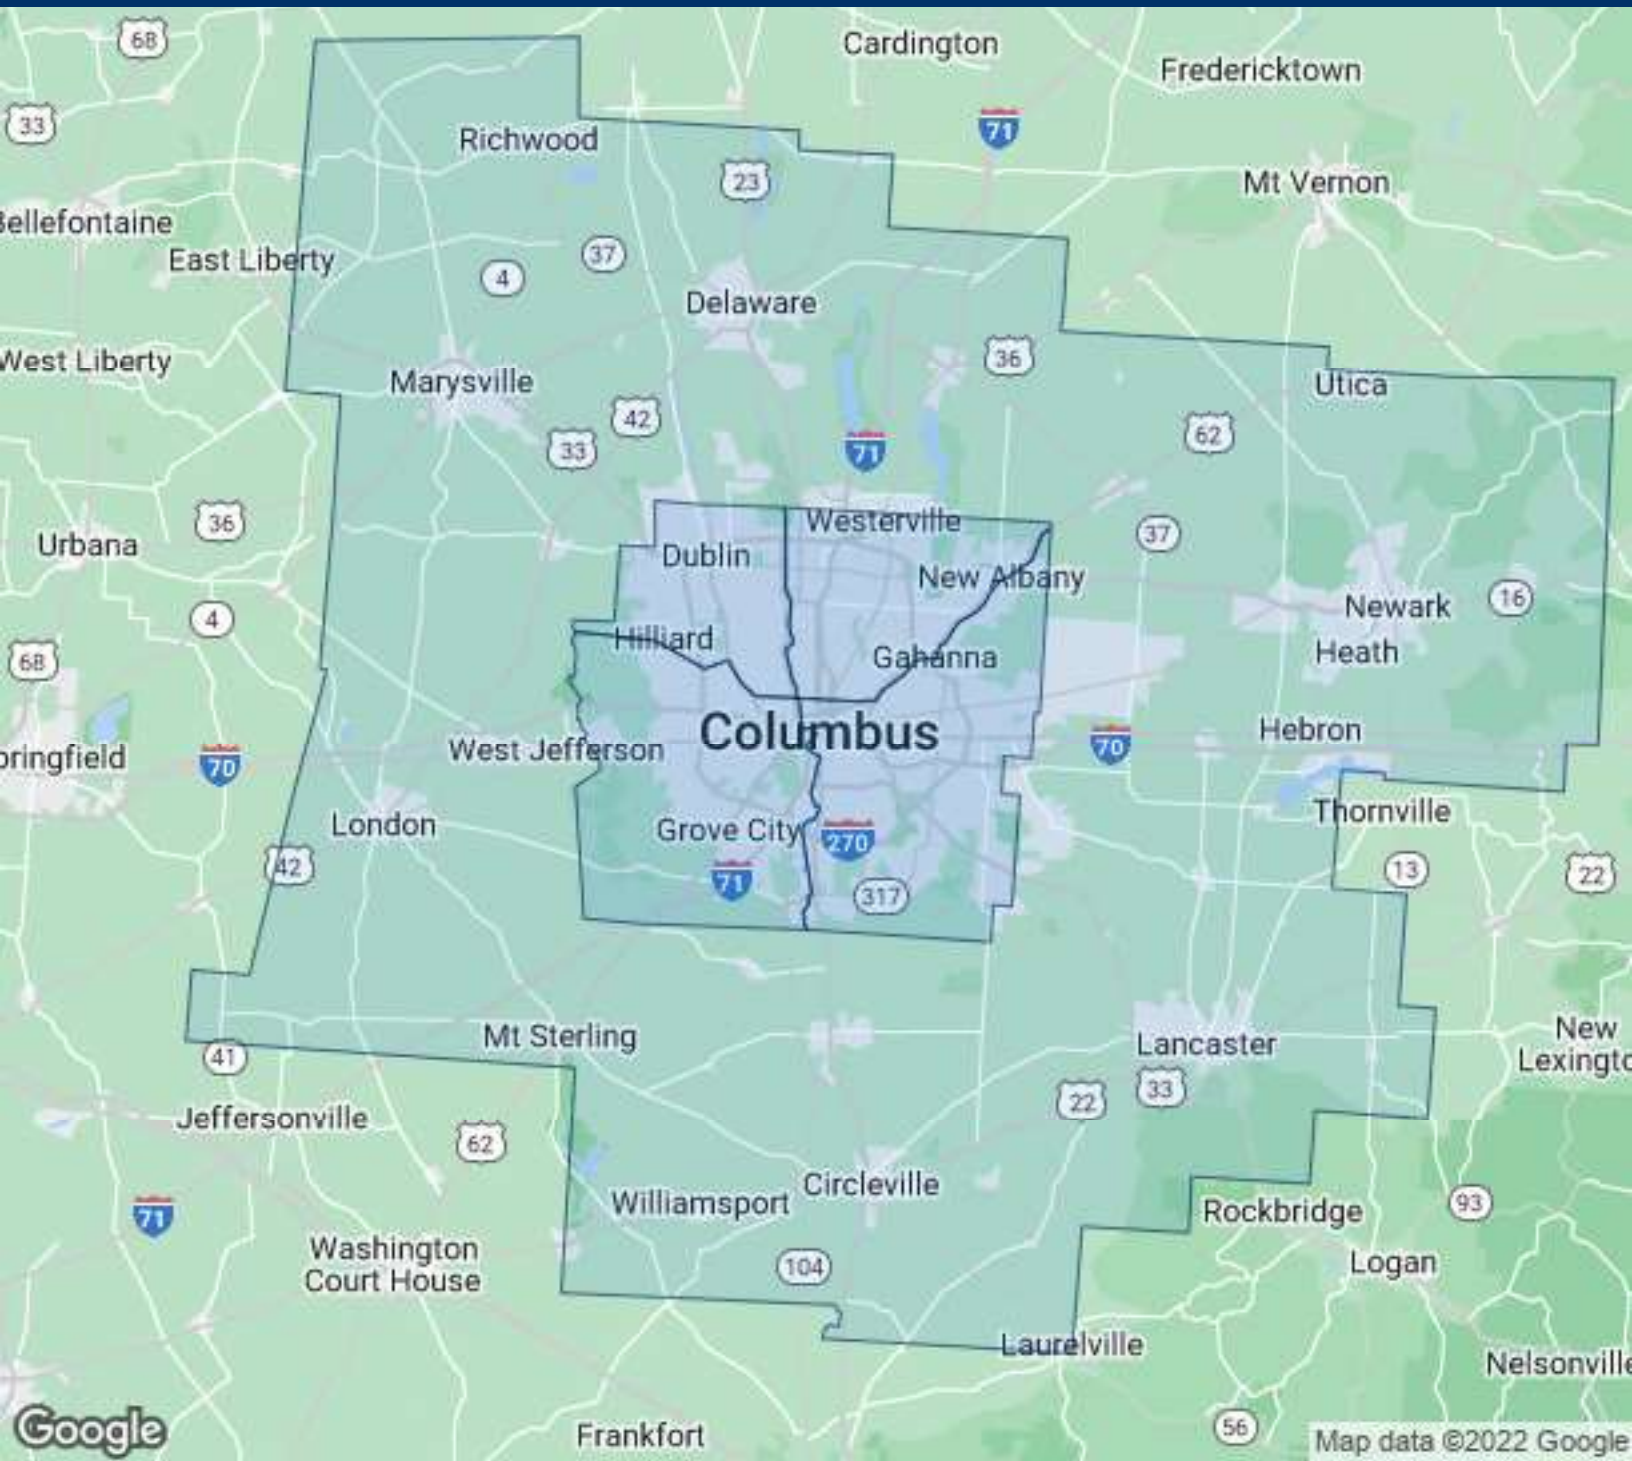 68
Cardington
Fredericktown
33
71
Richwood
23
Mt Vernon
Bellefontaine
East Liberty
37
4
Delaware
36
West Liberty
Marysville
Utica
42
33
71
62
36
Westerville
37
Urbana
Dublin
New Albany
4
Newark
16
Hilliard
68
Gahanna
Heath
Columbus
Hebron
West Jefferson
70
pringfield
70
London
Grove City
270
Thornville
42
71
317
13
22
Mt Sterling
Lancaster
New
Lexingto
41
22
33
Jeffersonville
62
Circleville
Williamsport
71
Rockbridge
93
Washington
Court House
104
Logan
Laurelville
Nelsonville
Google
Frankfort
56
Map data ©2022 Google